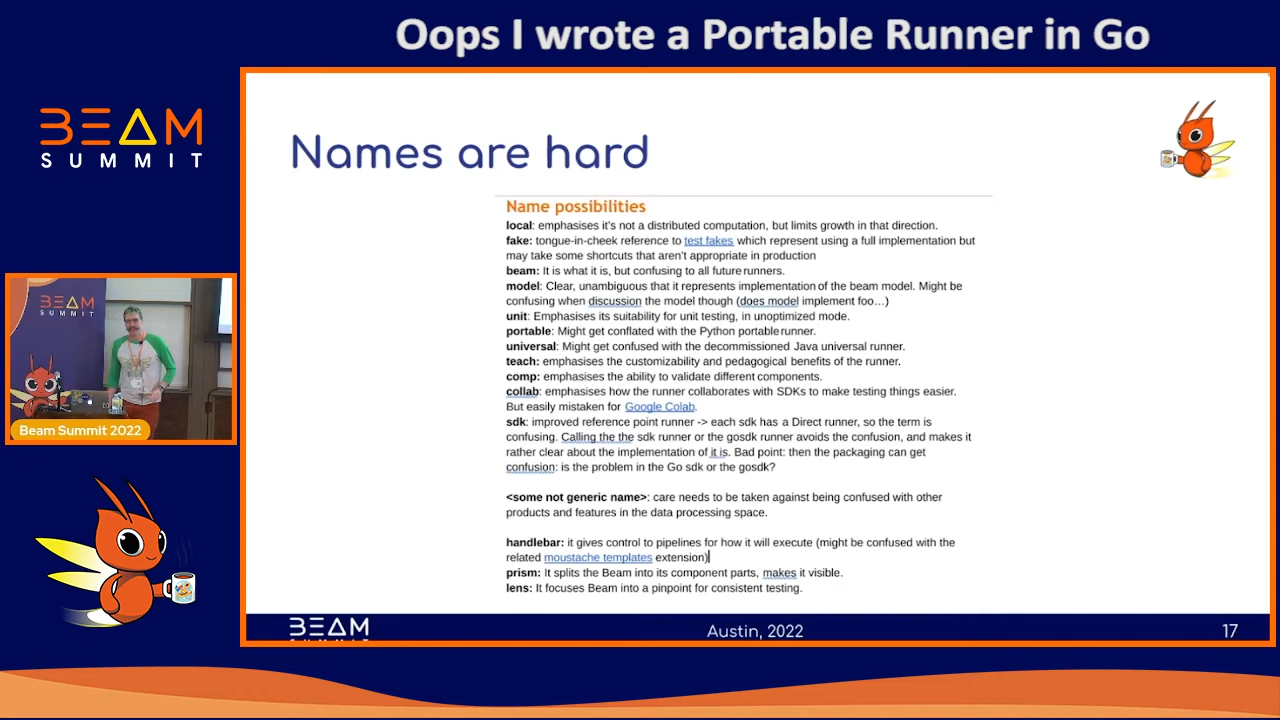 Oops I wrote a Portable Runner in Go
BEAM
SUMMIT
Names are hard
Name possibilities
local: emphasises it's not a distributed computation, but limits growth in that direction.
fake: tongue-in-cheek reference to test fakes which represent using a full implementation but
may take some shortcuts that aren't appropriate in production
beam: It is what it is, but confusing to all future runners.
model: Clear, unambiguous that it represents implementation of the beam model. Might be
confusing when discussion the model though (does model implement foo…)
unit: Emphasises its suitability for unit testing, in unoptimized mode.
portable: Might get conflated with the Python portable runner.
universal: Might get confused with the decommissioned Java universal runner.
teach: emphasises the customizability and pedagogical benefits of the runner.
comp: emphasises the ability to validate different components.
collab: emphasises how the runner collaborates with SDKs to make testing things easier.
But easily mistaken for Google Colab.
sdk: improved reference point runner -> each sdk has a Direct runner, so the term is
confusing. Calling the the sdk runner or the gosdk runner avoids the confusion, and makes it
rather clear about the implementation of it is. Bad point: then the packaging can get
confusion: is the problem in the Go sdk or the gosdk?
<some not generic name>: care needs to be taken against being confused with other
products and features in the data processing space.
handlebar: it gives control to pipelines for how it will execute (might be confused with the
related moustache templates extension)
prism: It splits the Beam into its component parts, makes it visible.
lens: It focuses Beam into a pinpoint for consistent testing.
BEAM
SUMMIT
Beam Summit 2022
BEAM
Austin, 2022
17